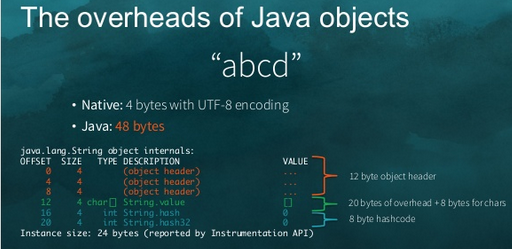 The overheads of Java objects
“abcd”
• Native: 4 bytes with UTF-8 encoding
• Java: 48 bytes
java.lang.String object internals:
OFFSET SIZE TYPE DESCRIPTION VALUE
0 4 (object header) ...
4 4 (object header) ...
8 4 (object header) ...
12 4 char[] String.value []
16 4 int String.hash 0
20 4 int String.hash32 0
Instance size: 24 bytes (reported by Instrumentation API)
12 byte object header
20 bytes of overhead + 8 bytes for chars
8 byte hashcode